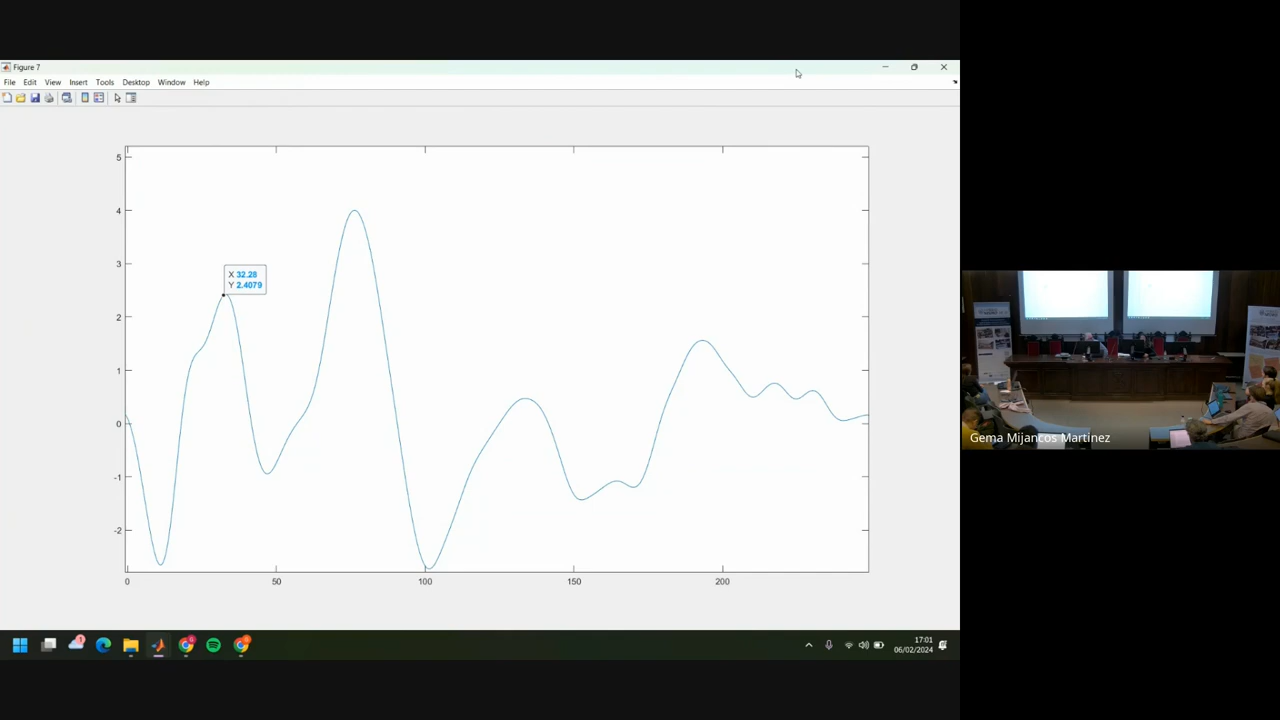 Figure 7
File Edit View Insert Tools Desktop Window Help
5
4
3
2
1
0
-1
-2
X 32.28
Y 2.4079
0 50 100 150 200
Gema Mijancos Martinez
1
17:01
06/02/2024